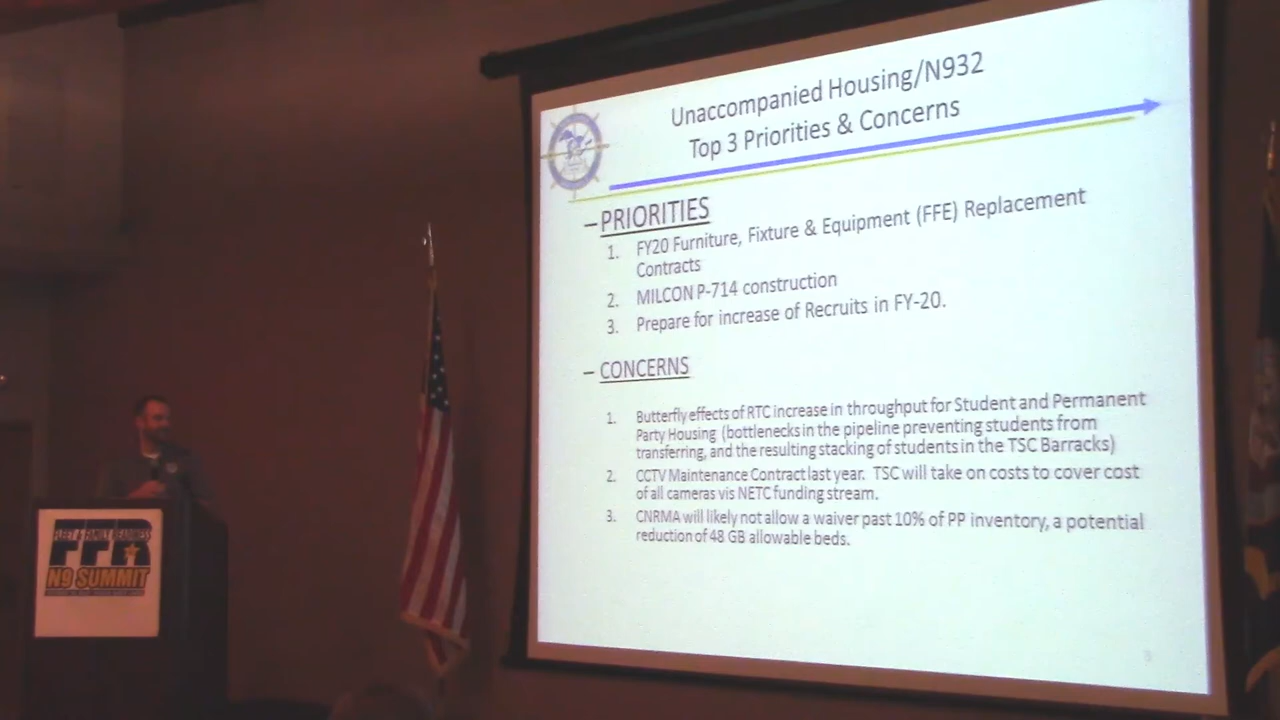 Unaccompanied Housing/N932
Top 3 Priorities & Concerns
– PRIORITIES
1. FY20 Furniture, Fixture & Equipment (FFE) Replacement
Contracts
2. MILCON P-714 construction
3. Prepare for increase of Recruits in FY-20.
– CONCERNS
1. Butterfly effects of RTC increase in throughput for Student and Permanent
Party Housing (bottlenecks in the pipeline preventing students from
transferring, and the resulting stacking of students in the TSC Barracks)
2. CCTV Maintenance Contract last year. TSC will take on costs to cover cost
of all cameras vis NETC funding stream.
3. CNRMA will likely not allow a waiver past 10% of PP inventory, a potential
reduction of 48 GB allowable beds.
FLEET & FAMILY READINESS
FFR
N9 SUMMIT